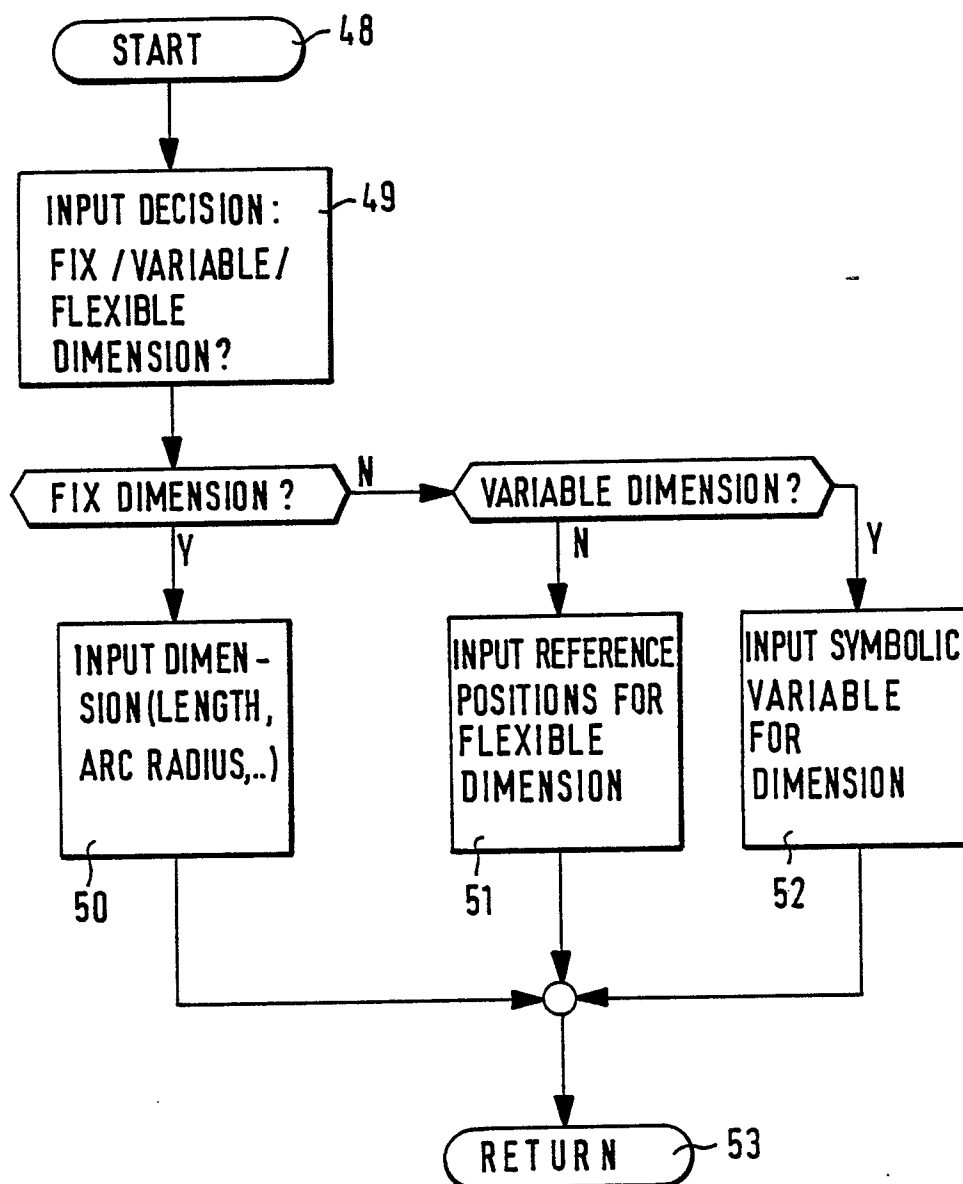 START
48
INPUT DECISION:
FIX / VARIABLE /
FLEXIBLE
DIMENSION?
49
FIX DIMENSION?
N
VARIABLE DIMENSION?
Y
N
Y
INPUT DIMEN-
SION (LENGTH,
ARC RADIUS,..)
50
INPUT REFERENCE
POSITIONS FOR
FLEXIBLE
DIMENSION
51
INPUT SYMBOLIC
VARIABLE
FOR
DIMENSION
52
RETURN
53